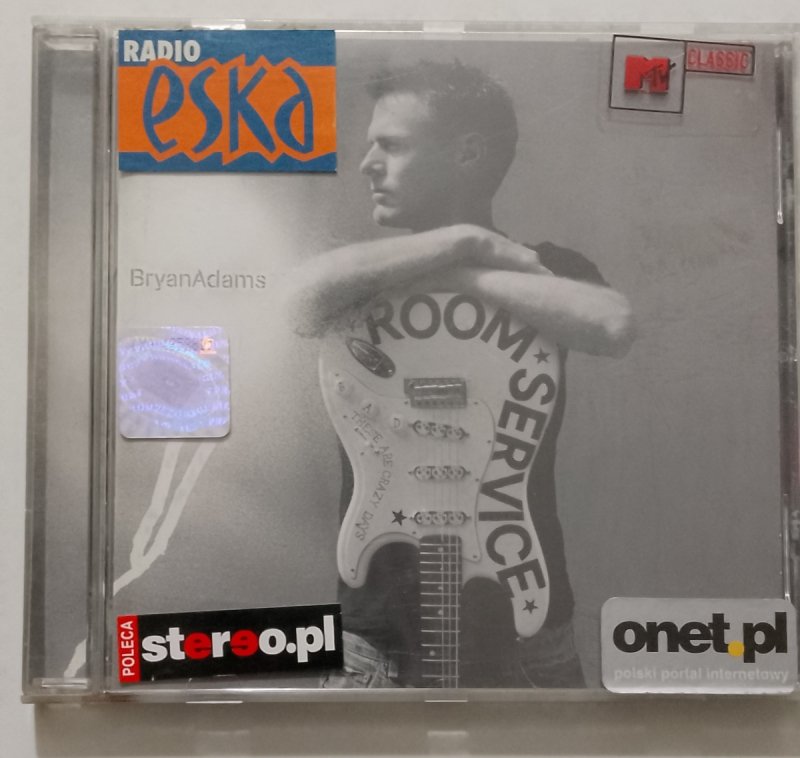 RADIO
eska
MTV
CLASSIC
BryanAdams
ROOM★SERVICE★
BAD
THESE ARE CRAZY DAYS
★
POLECA
stereo.pl
onet.pl
polski portal internetowy